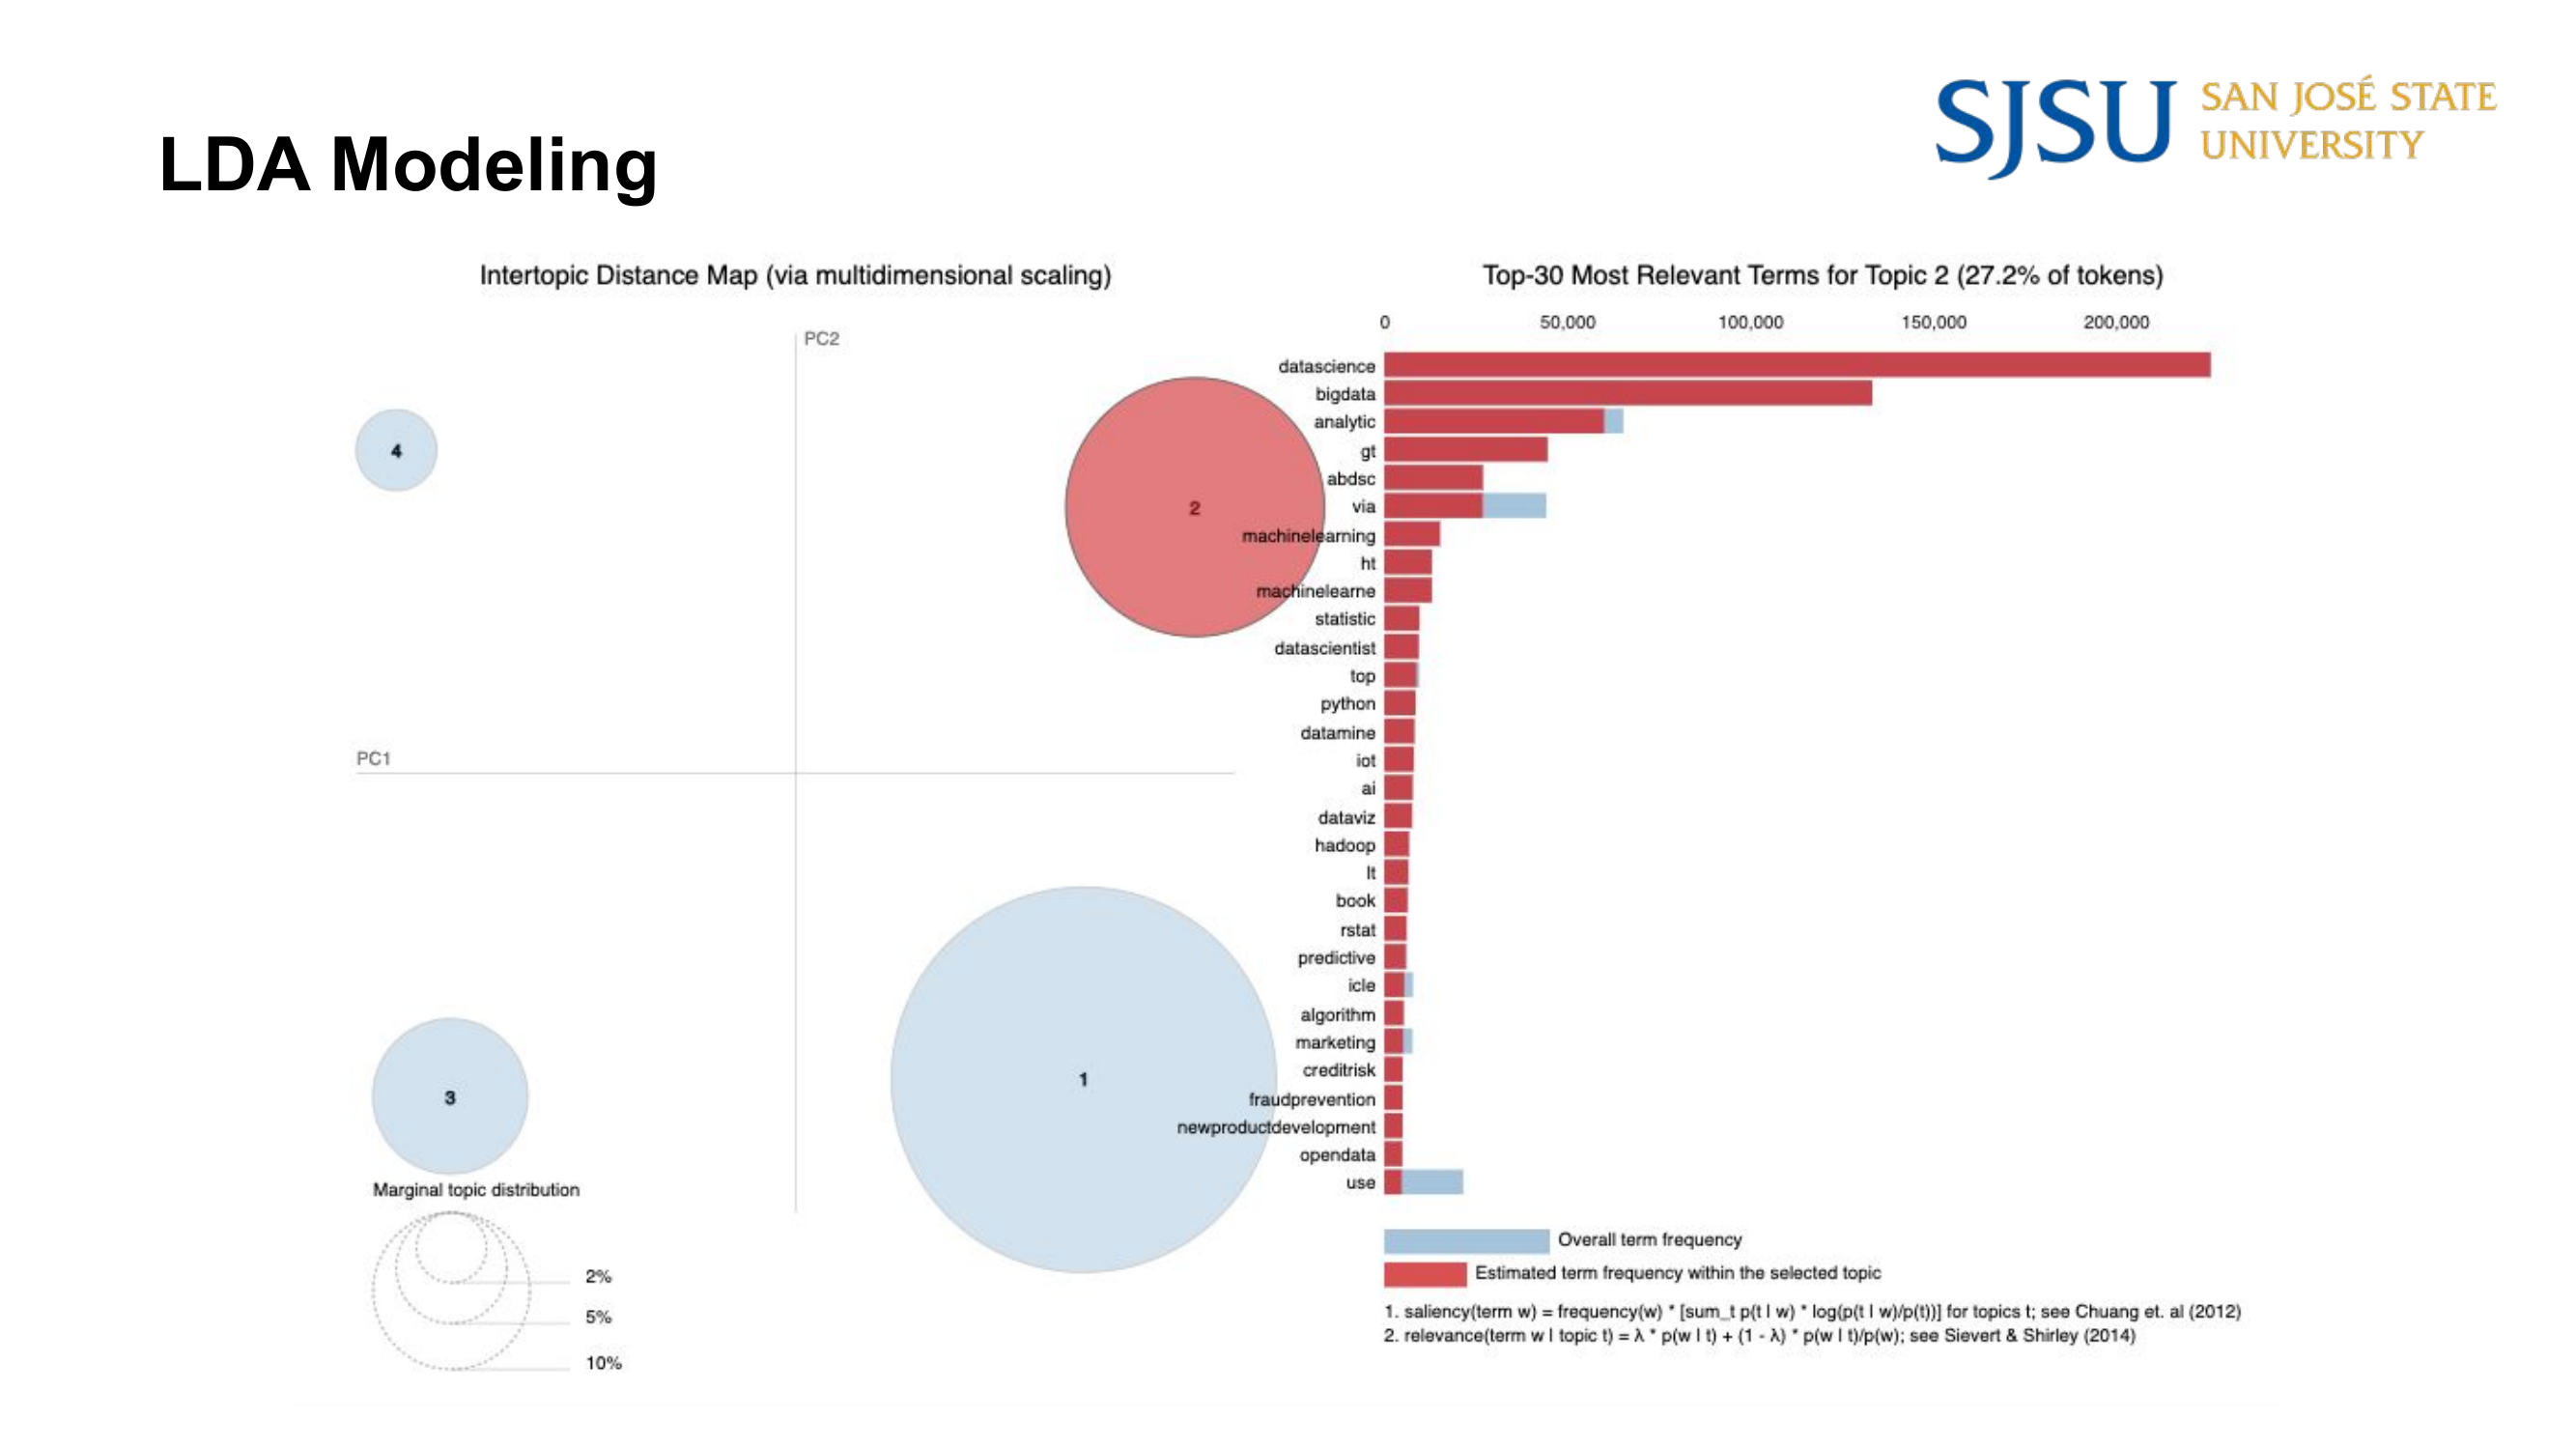 LDA Modeling
SJSU SAN JOSÉ STATE
UNIVERSITY
Intertopic Distance Map (via multidimensional scaling)
PC2
PC1
4
2
1
3
Marginal topic distribution
2%
5%
10%
Top-30 Most Relevant Terms for Topic 2 (27.2% of tokens)
0 50,000 100,000 150,000 200,000
datascience
bigdata
analytic
gt
abdsc
via
machinelearning
ht
machinelearne
statistic
datascientist
top
python
datamine
iot
ai
dataviz
hadoop
lt
book
rstat
predictive
icle
algorithm
marketing
creditrisk
fraudprevention
newproductdevelopment
opendata
use
Overall term frequency
Estimated term frequency within the selected topic
1. saliency(term w) = frequency(w) * [sum_t p(t | w) * log(p(t | w)/p(t))] for topics t; see Chuang et. al (2012)
2. relevance(term w | topic t) = λ * p(w | t) + (1 - λ) * p(w | t)/p(w); see Sievert & Shirley (2014)